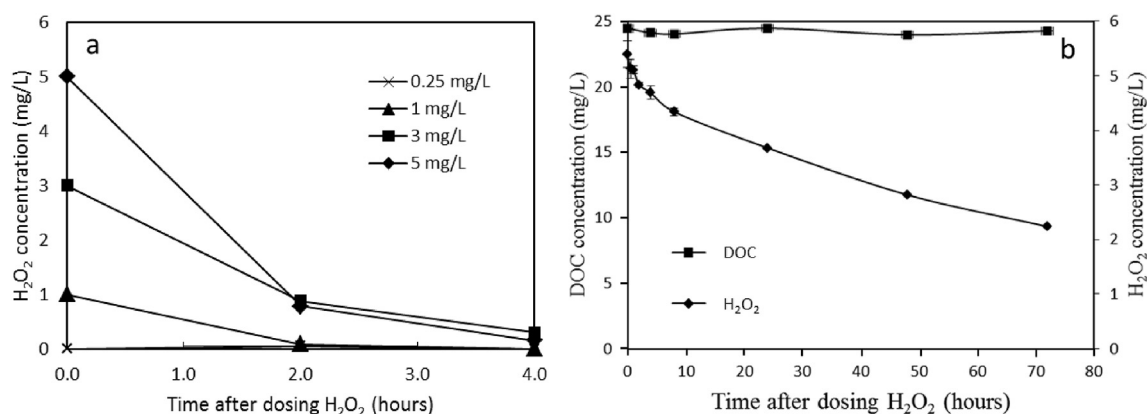 a
H₂O₂ concentration (mg/L)
6
5
4
3
2
1
0
0.25 mg/L
1 mg/L
3 mg/L
5 mg/L
0.0 1.0 2.0 3.0 4.0
Time after dosing H₂O₂ (hours)
b
DOC concentration (mg/L)
25
20
15
10
5
0
DOC
H₂O₂
6
5
4
3
2
1
0
H₂O₂ concentration (mg/L)
0 10 20 30 40 50 60 70 80
Time after dosing H₂O₂ (hours)